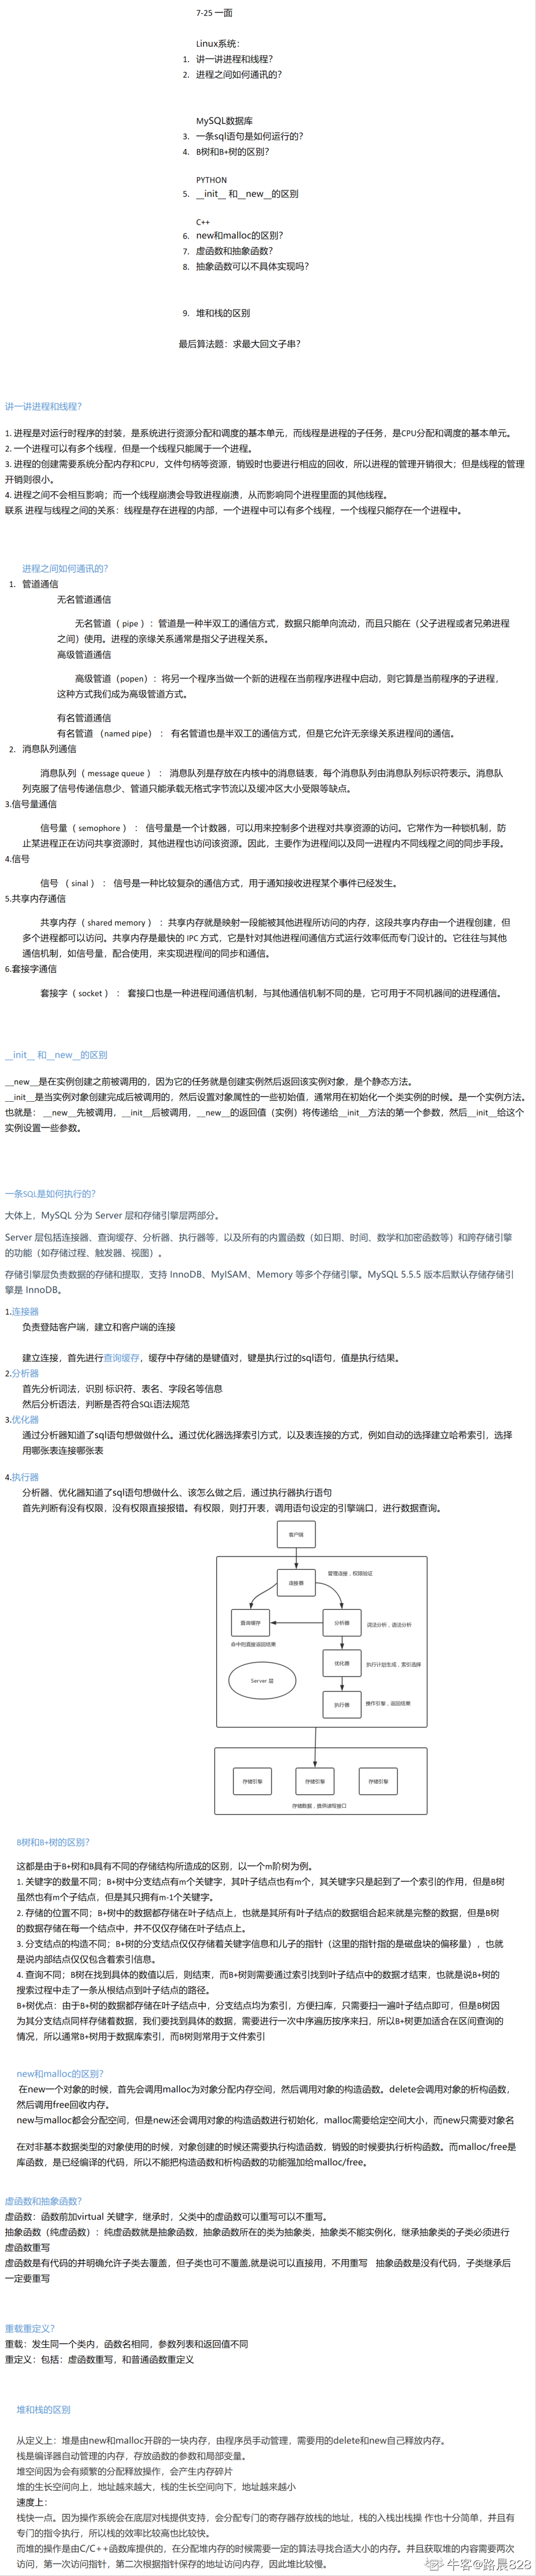 7-25 一面
Linux系统：
1. 讲一讲进程和线程？
2. 进程之间如何通讯的？
MySQL数据库
3. 一条sql语句是如何运行的？
4. B树和B+树的区别？
PYTHON
5. __init__ 和__new__的区别
C++
6. new和malloc的区别？
7. 虚函数和抽象函数？
8. 抽象函数可以不具体实现吗？
9. 堆和栈的区别
最后算法题：求最大回文子串？
讲一讲进程和线程？
1. 进程是对运行时程序的封装，是系统进行资源分配和调度的基本单元，而线程是进程的子任务，是CPU分配和调度的基本单元。
2. 一个进程可以有多个线程，但是一个线程只能属于一个进程。
3. 进程的创建需要系统分配内存和CPU，文件句柄等资源，销毁时也要进行相应的回收，所以进程的管理开销很大；但是线程的管理
开销则很小。
4. 进程之间不会相互影响；而一个线程崩溃会导致进程崩溃，从而影响同个进程里面的其他线程。
联系 进程与线程之间的关系：线程是存在进程的内部，一个进程中可以有多个线程，一个线程只能存在一个进程中。
进程之间如何通讯的？
1. 管道通信
无名管道通信
无名管道（ pipe ）：管道是一种半双工的通信方式，数据只能单向流动，而且只能在（父子进程或者兄弟进程
之间）使用。进程的亲缘关系通常是指父子进程关系。
高级管道通信
高级管道（popen）：将另一个程序当做一个新的进程在当前程序进程中启动，则它算是当前程序的子进程，
这种方式我们成为高级管道方式。
有名管道通信
有名管道 （named pipe） ： 有名管道也是半双工的通信方式，但是它允许无亲缘关系进程间的通信。
2. 消息队列通信
消息队列（ message queue ） ： 消息队列是存放在内核中的消息链表，每个消息队列由消息队列标识符表示。消息队
列克服了信号传递信息少、管道只能承载无格式字节流以及缓冲区大小受限等缺点。
3.信号量通信
信号量（ semophore ） ： 信号量是一个计数器，可以用来控制多个进程对共享资源的访问。它常作为一种锁机制，防
止某进程正在访问共享资源时，其他进程也访问该资源。因此，主要作为进程间以及同一进程内不同线程之间的同步手段。
4.信号
信号 （ sinal ） ： 信号是一种比较复杂的通信方式，用于通知接收进程某个事件已经发生。
5.共享内存通信
共享内存（ shared memory ） ：共享内存就是映射一段能被其他进程所访问的内存，这段共享内存由一个进程创建，但
多个进程都可以访问。共享内存是最快的 IPC 方式，它是针对其他进程间通信方式运行效率低而专门设计的。它往往与其他
通信机制，如信号量，配合使用，来实现进程间的同步和通信。
6.套接字通信
套接字（ socket ） ： 套接口也是一种进程间通信机制，与其他通信机制不同的是，它可用于不同机器间的进程通信。
__init__ 和__new__的区别
__new__是在实例创建之前被调用的，因为它的任务就是创建实例然后返回该实例对象，是个静态方法。
__init__是当实例对象创建完成后被调用的，然后设置对象属性的一些初始值，通常用在初始化一个类实例的时候。是一个实例方法。
也就是： __new__先被调用，__init__后被调用，__new__的返回值（实例）将传递给__init__方法的第一个参数，然后__init__给这个
实例设置一些参数。
一条SQL是如何执行的？
大体上，MySQL 分为 Server 层和存储引擎层两部分。
Server 层包括连接器、查询缓存、分析器、执行器等，以及所有的内置函数（如日期、时间、数学和加密函数等）和跨存储引擎
的功能（如存储过程、触发器、视图）。
存储引擎层负责数据的存储和提取，支持 InnoDB、MyISAM、Memory 等多个存储引擎。MySQL 5.5.5 版本后默认存储存储引
擎是 InnoDB。
1.连接器
负责登陆客户端，建立和客户端的连接
建立连接，首先进行查询缓存，缓存中存储的是键值对，键是执行过的sql语句，值是执行结果。
2.分析器
首先分析词法，识别 标识符、表名、字段名等信息
然后分析语法，判断是否符合SQL语法规范
3.优化器
通过分析器知道了sql语句想做做什么。通过优化器选择索引方式，以及表连接的方式，例如自动的选择建立哈希索引，选择
用哪张表连接哪张表
4.执行器
分析器、优化器知道了sql语句想做什么、该怎么做之后，通过执行器执行语句
首先判断有没有权限，没有权限直接报错。有权限，则打开表，调用语句设定的引擎端口，进行数据查询。
客户端
连接器
管理连接，权限验证
查询缓存
分析器
词法分析，语法分析
命中则直接返回结果
优化器
执行计划生成，索引选择
Server 层
执行器
操作引擎，返回结果
存储引擎
存储引擎
存储引擎
存储数据，提供读写接口
B树和B+树的区别？
这都是由于B+树和B具有不同的存储结构所造成的区别，以一个m阶树为例。
1. 关键字的数量不同；B+树中分支结点有m个关键字，其叶子结点也有m个，其关键字只是起到了一个索引的作用，但是B树
虽然也有m个子结点，但是其只拥有m-1个关键字。
2. 存储的位置不同；B+树中的数据都存储在叶子结点上，也就是其所有叶子结点的数据组合起来就是完整的数据，但是B树
的数据存储在每一个结点中，并不仅仅存储在叶子结点上。
3. 分支结点的构造不同；B+树的分支结点仅仅存储着关键字信息和儿子的指针（这里的指针指的是磁盘块的偏移量），也就
是说内部结点仅仅包含着索引信息。
4. 查询不同；B树在找到具体的数值以后，则结束，而B+树则需要通过索引找到叶子结点中的数据才结束，也就是说B+树的
搜索过程中走了一条从根结点到叶子结点的路径。
B+树优点：由于B+树的数据都存储在叶子结点中，分支结点均为索引，方便扫库，只需要扫一遍叶子结点即可，但是B树因
为其分支结点同样存储着数据，我们要找到具体的数据，需要进行一次中序遍历按序来扫，所以B+树更加适合在区间查询的
情况，所以通常B+树用于数据库索引，而B树则常用于文件索引
new和malloc的区别？
在new一个对象的时候，首先会调用malloc为对象分配内存空间，然后调用对象的构造函数。delete会调用对象的析构函数，
然后调用free回收内存。
new与malloc都会分配空间，但是new还会调用对象的构造函数进行初始化，malloc需要给定空间大小，而new只需要对象名
在对非基本数据类型的对象使用的时候，对象创建的时候还需要执行构造函数，销毁的时候要执行析构函数。而malloc/free是
库函数，是已经编译的代码，所以不能把构造函数和析构函数的功能强加给malloc/free。
虚函数和抽象函数？
虚函数：函数前加virtual 关键字，继承时，父类中的虚函数可以重写可以不重写。
抽象函数（纯虚函数）：纯虚函数就是抽象函数，抽象函数所在的类为抽象类，抽象类不能实例化，继承抽象类的子类必须进行
虚函数重写
虚函数是有代码的并明确允许子类去覆盖，但子类也可不覆盖,就是说可以直接用，不用重写 抽象函数是没有代码，子类继承后
一定要重写
重载重定义？
重载：发生同一个类内，函数名相同，参数列表和返回值不同
重定义：包括：虚函数重写，和普通函数重定义
堆和栈的区别
从定义上：堆是由new和malloc开辟的一块内存，由程序员手动管理，需要用的delete和new自己释放内存。
栈是编译器自动管理的内存，存放函数的参数和局部变量。
堆空间因为会有频繁的分配释放操作，会产生内存碎片
堆的生长空间向上，地址越来越大，栈的生长空间向下，地址越来越小
速度上：
栈快一点。因为操作系统会在底层对栈提供支持，会分配专门的寄存器存放栈的地址，栈的入栈出栈操 作也十分简单，并且有
专门的指令执行，所以栈的效率比较高也比较快。
而堆的操作是由C/C++函数库提供的，在分配堆内存的时候需要一定的算法寻找合适大小的内存。并且获取堆的内容需要两次
访问，第一次访问指针，第二次根据指针保存的地址访问内存，因此堆比较慢。
牛客@路晨828